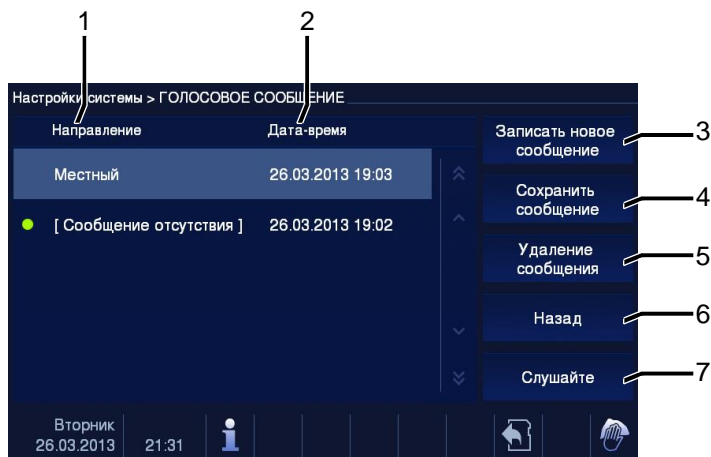 1 2
Настройки системы > ГОЛОСОВОЕ СООБЩЕНИЕ
Направление Дата-время
Местный 26.03.2013 19:03
[ Сообщение отсутствия ] 26.03.2013 19:02
Записать новое
сообщение
3
Сохранить
сообщение
4
Удаление
сообщения
5
Назад
6
Слушайте
7
Вторник
26.03.2013 21:31